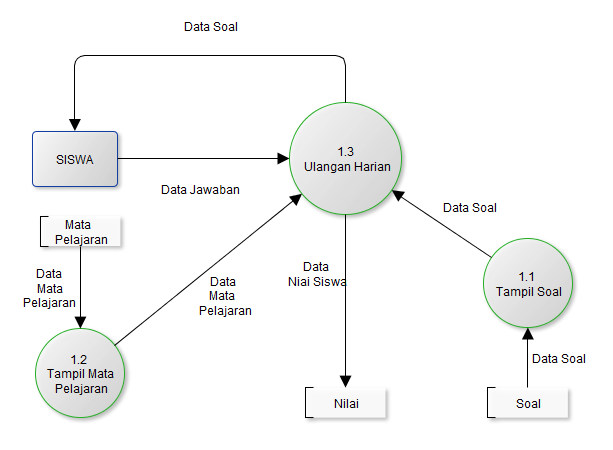 Data Soal
1.3
Ulangan Harian
SISWA
Data Jawaban
Data Soal
Mata
Pelajaran
Data
Mata
Pelajaran
Data
Mata
Pelajaran
Data
Niai Siswa
1.1
Tampil Soal
1.2
Tampil Mata
Pelajaran
Data Soal
Nilai
Soal